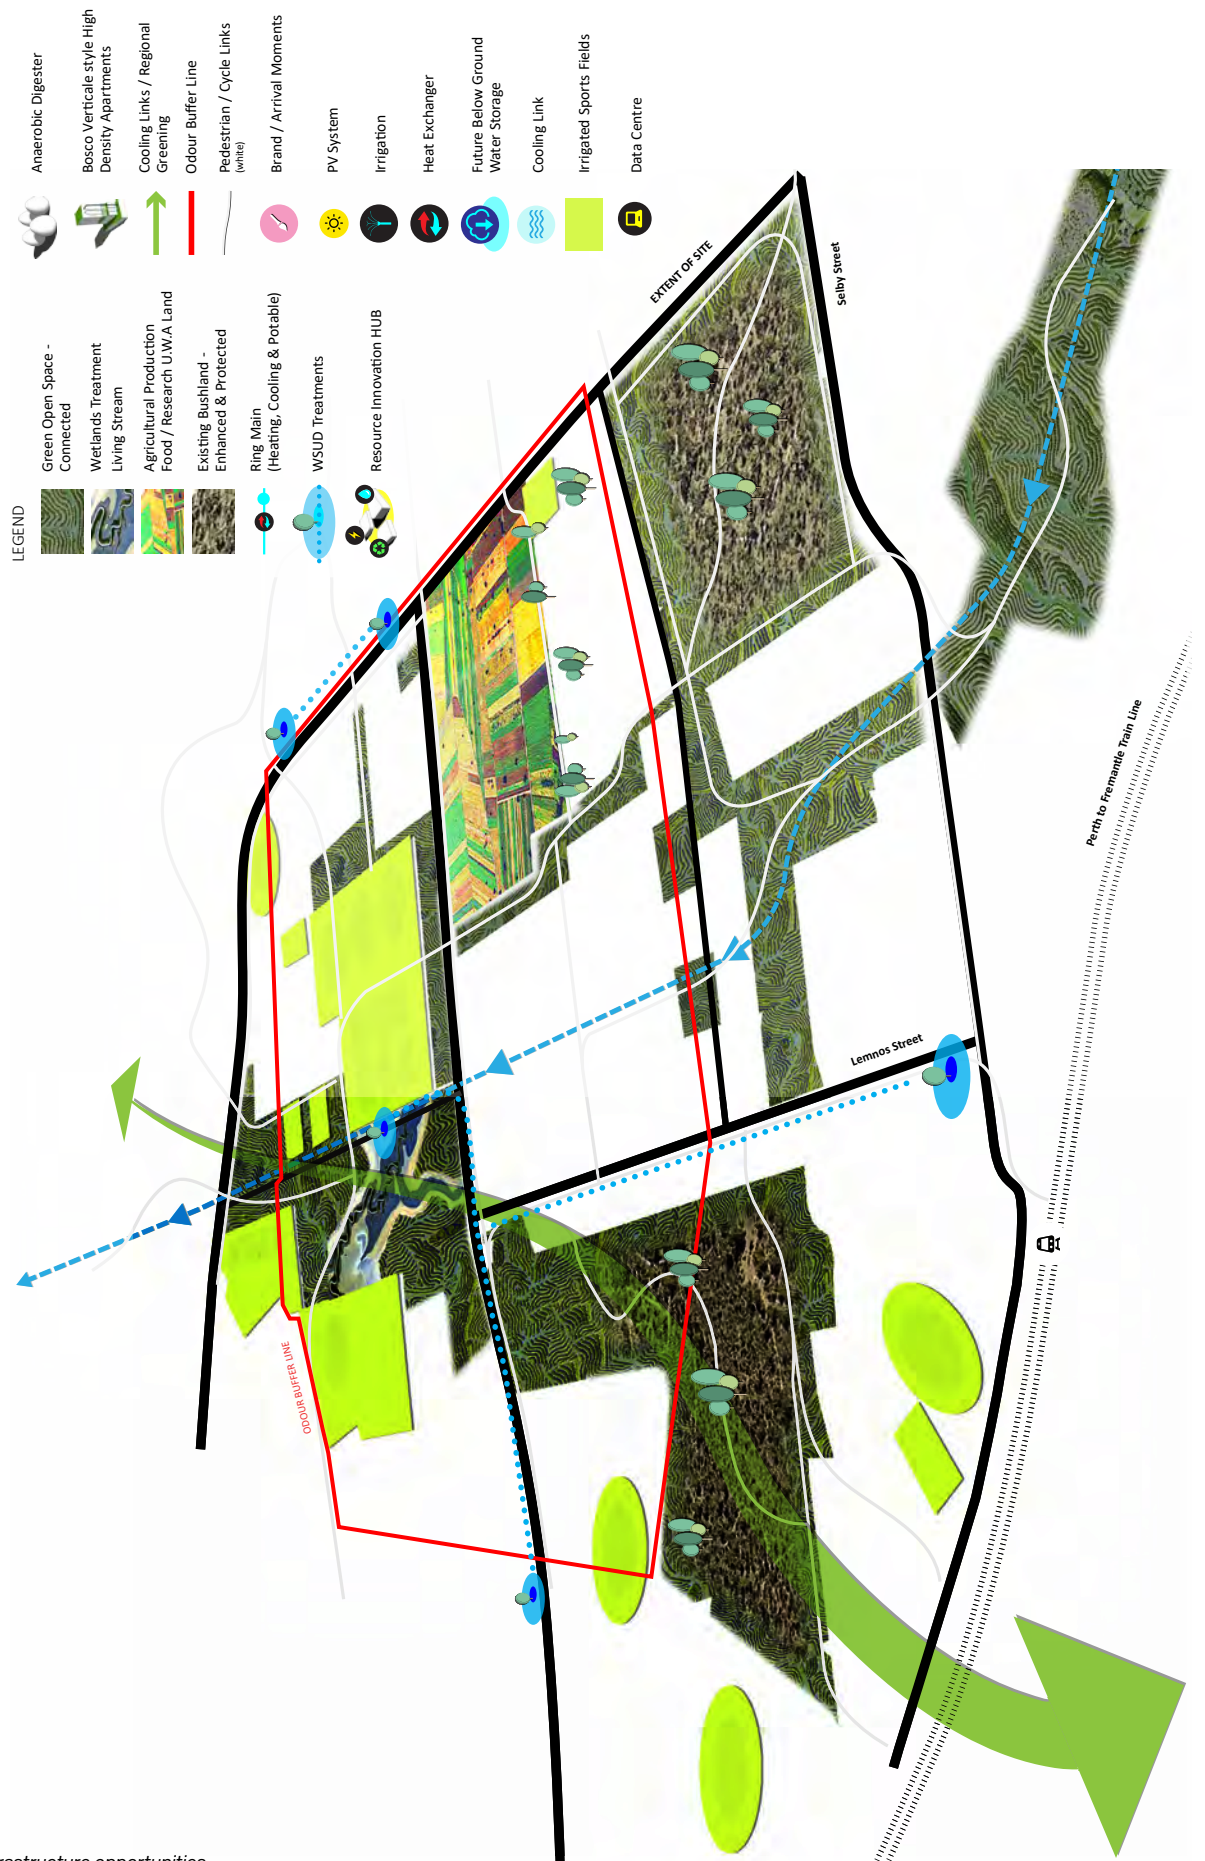 LEGEND
Green Open Space -
Connected
Wetlands Treatment
Living Stream
Agricultural Production
Food / Research U.W.A Land
Existing Bushland -
Enhanced & Protected
Ring Main
(Heating, Cooling & Potable)
WSUD Treatments
Resource Innovation HUB
Anaerobic Digester
Bosco Verticale style High
Density Apartments
Cooling Links / Regional
Greening
Odour Buffer Line
Pedestrian / Cycle Links
(white)
Brand / Arrival Moments
PV System
Irrigation
Heat Exchanger
Future Below Ground
Water Storage
Cooling Link
Irrigated Sports Fields
Data Centre
EXTENT OF SITE
Selby Street
Perth to Fremantle Train Line
Lemnos Street
ODOUR BUFFER LINE